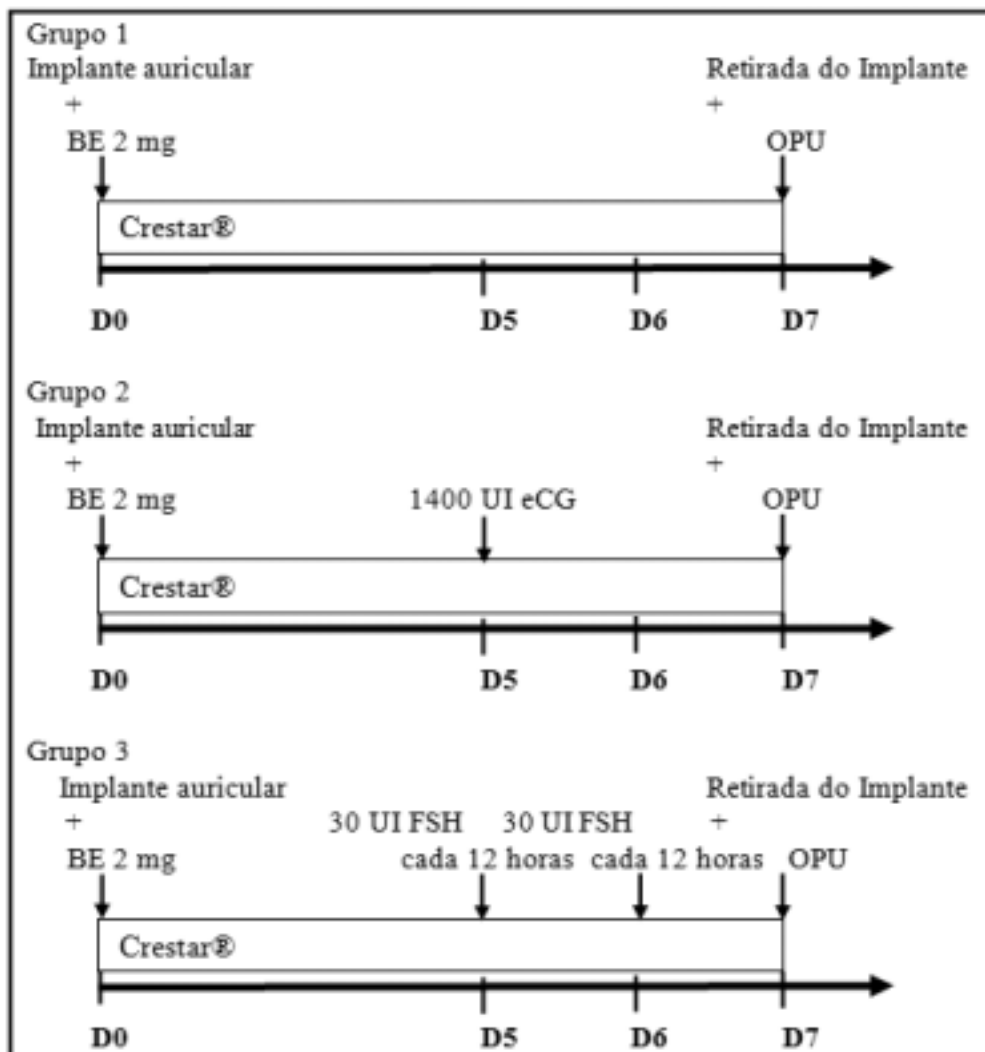 Grupo 1
Implante auricular Retirada do Implante
+ +
BE 2 mg OPU
Crestar®
D0 D5 D6 D7
Grupo 2
Implante auricular Retirada do Implante
+ +
BE 2 mg 1400 UI eCG OPU
Crestar®
D0 D5 D6 D7
Grupo 3
Implante auricular Retirada do Implante
+ 30 UI FSH 30 UI FSH +
BE 2 mg cada 12 horas cada 12 horas OPU
Crestar®
D0 D5 D6 D7